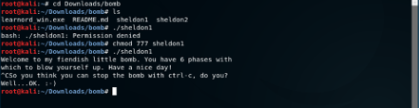 root@kali:~# cd Downloads/bomb
root@kali:~/Downloads/bomb# ls
learnord_win.exe  README.md  sheldon1  sheldon2
root@kali:~/Downloads/bomb# ./sheldon1
bash: ./sheldon1: Permission denied
root@kali:~/Downloads/bomb# chmod 777 sheldon1
root@kali:~/Downloads/bomb# ./sheldon1
Welcome to my fiendish little bomb. You have 6 phases with
which to blow yourself up. Have a nice day!
^CSo you think you can stop the bomb with ctrl-c, do you?
Well...OK. :-)
root@kali:~/Downloads/bomb#